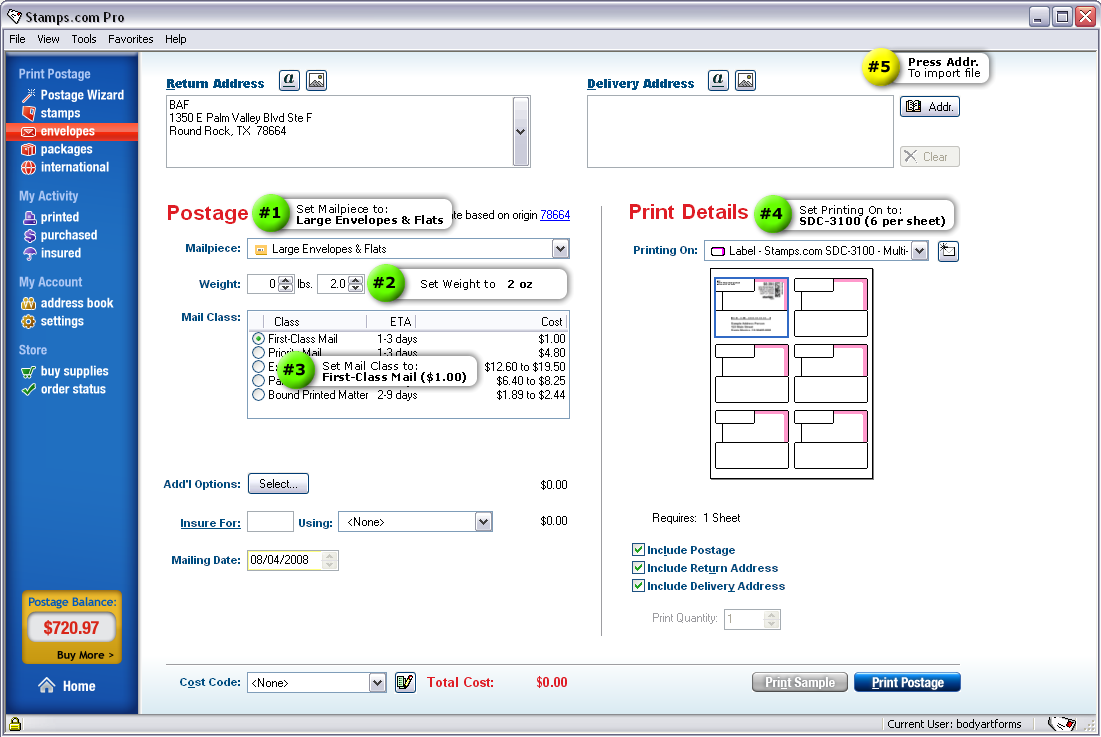 Stamps.com Pro
File View Tools Favorites Help
Print Postage
Postage Wizard
stamps
envelopes
packages
international
My Activity
printed
purchased
insured
My Account
address book
settings
Store
buy supplies
order status
Postage Balance:
$720.97
Buy More >
Home
Return Address
a
BAF
1350 E Palm Valley Blvd Ste F
Round Rock, TX 78664
Delivery Address
a
#5
Press Addr.
To import file
Addr.
Clear
Postage
#1
Set Mailpiece to:
Large Envelopes & Flats
based on origin 78664
Mailpiece: Large Envelopes & Flats
Weight: 0 lbs. 2.0
#2
Set Weight to 2 oz
Mail Class:
Class ETA Cost
First-Class Mail 1-3 days $1.00
Priority Mail 1-3 days $4.80
$12.60 to $19.50
$6.40 to $8.25
Bound Printed Matter 2-9 days $1.89 to $2.44
#3
Set Mail Class to:
First-Class Mail ($1.00)
Add'l Options: Select... $0.00
Insure For: Using: <None> $0.00
Mailing Date: 08/04/2008
Print Details
#4
Set Printing On to:
SDC-3100 (6 per sheet)
Printing On: Label - Stamps.com SDC-3100 - Multi-
Requires: 1 Sheet
Include Postage
Include Return Address
Include Delivery Address
Print Quantity: 1
Cost Code: <None> Total Cost: $0.00
Print Sample
Print Postage
Current User: bodyartforms